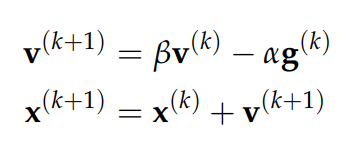 v^(k+1) = βv^(k) − αg^(k)
x^(k+1) = x^(k) + v^(k+1)